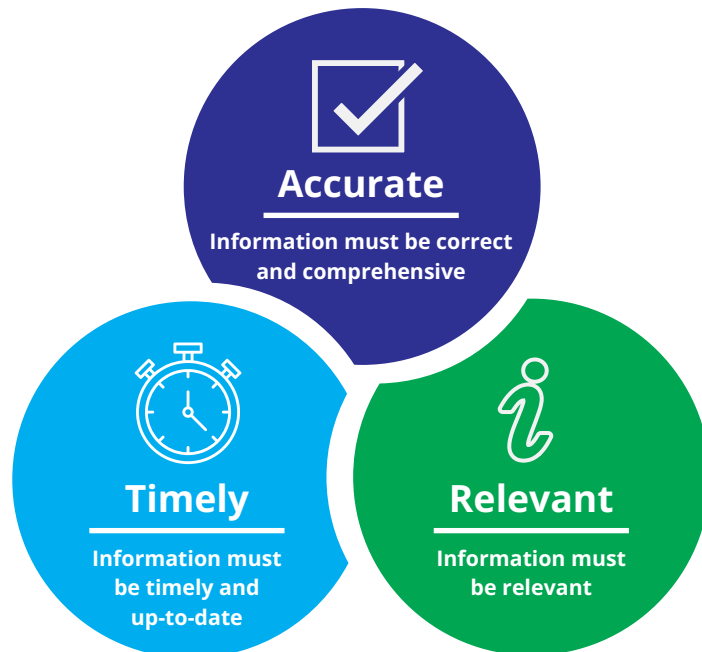 Accurate
Information must be correct
and comprehensive
Timely
Information must
be timely and
up-to-date
Relevant
Information must
be relevant